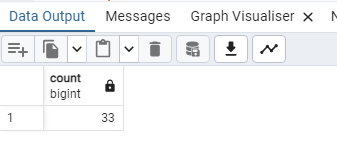 Data Output Messages Graph Visualiser × N
count
bigint
1 33